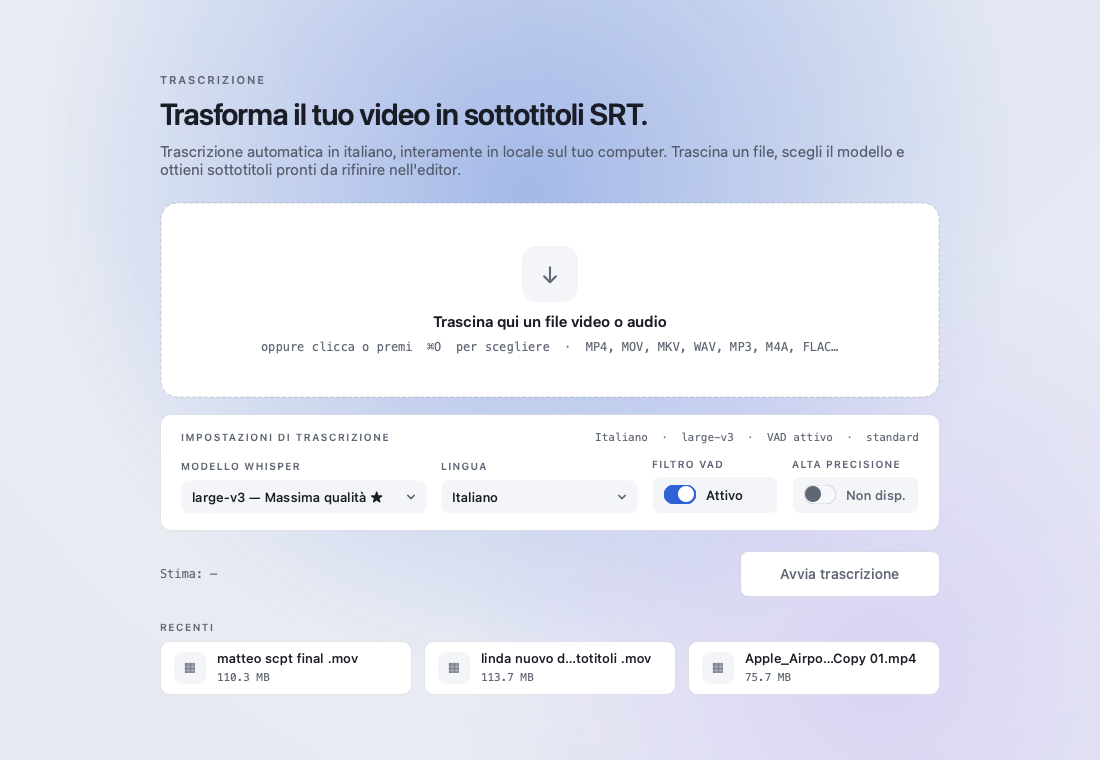 TRASCRIZIONE
Trasforma il tuo video in sottotitoli SRT.
Trascrizione automatica in italiano, interamente in locale sul tuo computer. Trascina un file, scegli il modello e
ottieni sottotitoli pronti da rifinire nell'editor.
Trascina qui un file video o audio
oppure clicca o premi ⌘O per scegliere · MP4, MOV, MKV, WAV, MP3, M4A, FLAC…
IMPOSTAZIONI DI TRASCRIZIONE
Italiano · large-v3 · VAD attivo · standard
MODELLO WHISPER
LINGUA
FILTRO VAD
ALTA PRECISIONE
large-v3 — Massima qualità ★
Italiano
Attivo
Non disp.
Stima: —
Avvia trascrizione
RECENTI
matteo scpt final .mov
110.3 MB
linda nuovo d…totitoli .mov
113.7 MB
Apple_Airpo…Copy 01.mp4
75.7 MB